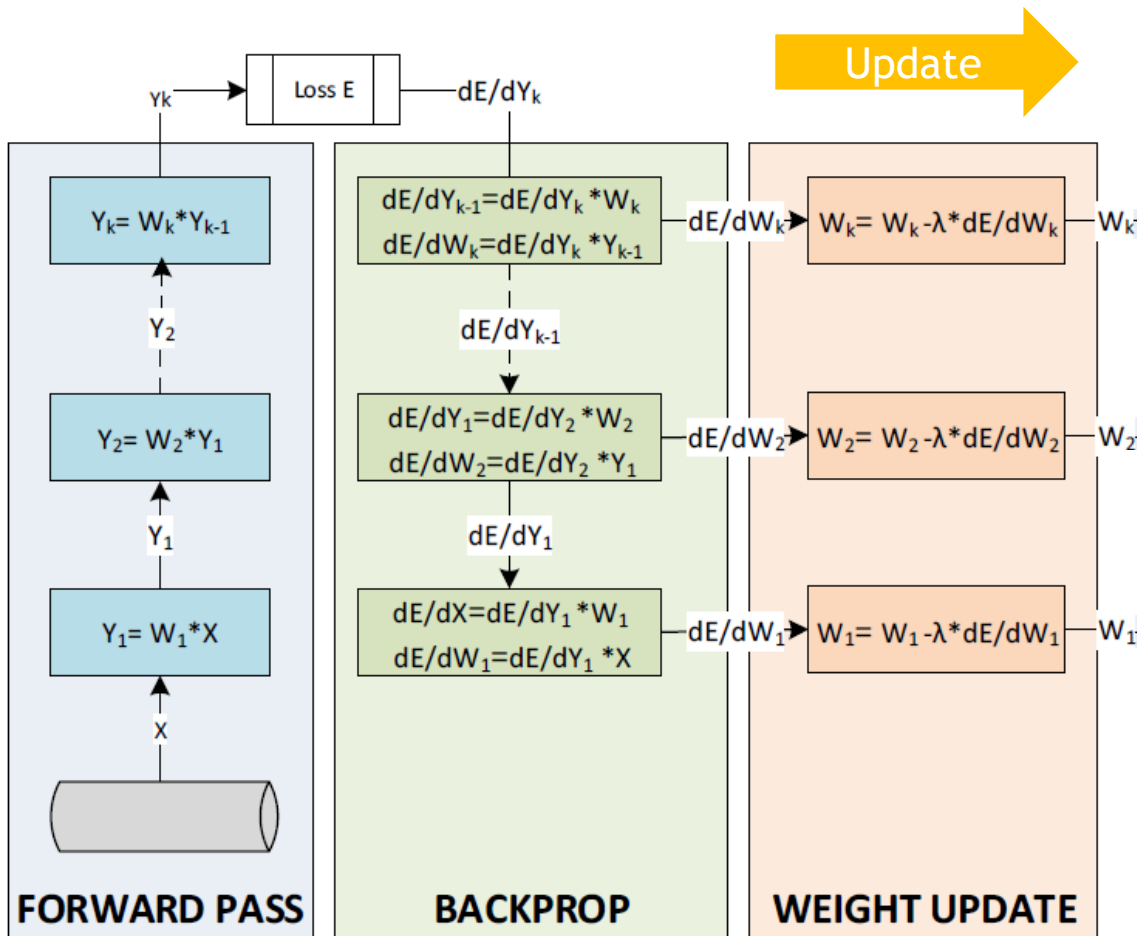 Update
Yk
Loss E
dE/dYₖ
Yₖ= Wₖ*Yₖ₋₁
Y₂
Y₂= W₂*Y₁
Y₁
Y₁= W₁*X
X
FORWARD PASS
dE/dYₖ₋₁=dE/dYₖ*Wₖ
dE/dWₖ=dE/dYₖ*Yₖ₋₁
dE/dYₖ₋₁
dE/dY₁=dE/dY₂*W₂
dE/dW₂=dE/dY₂*Y₁
dE/dY₁
dE/dX=dE/dY₁*W₁
dE/dW₁=dE/dY₁*X
BACKPROP
dE/dWₖ
Wₖ= Wₖ-λ*dE/dWₖ
Wₖ
dE/dW₂
W₂= W₂-λ*dE/dW₂
W₂
dE/dW₁
W₁= W₁-λ*dE/dW₁
W₁
WEIGHT UPDATE